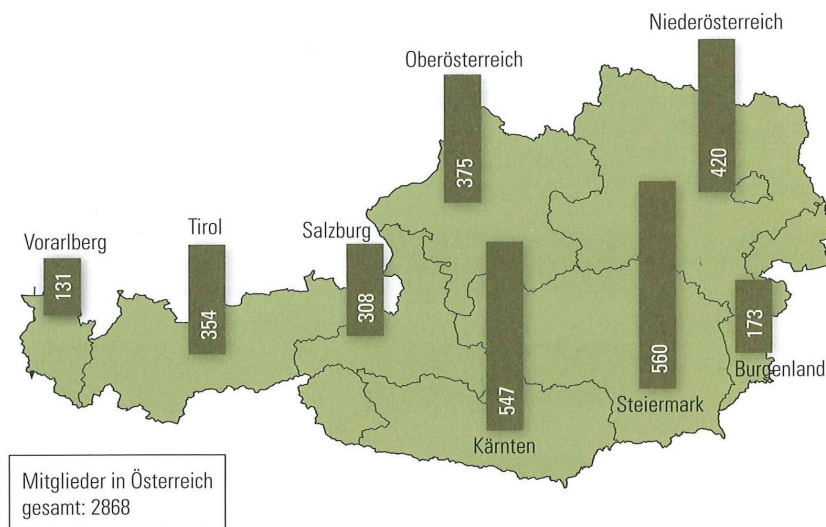 Niederösterreich
420
Oberösterreich
375
Vorarlberg
131
Tirol
354
Salzburg
308
Kärnten
547
Steiermark
560
Burgenland
173
Mitglieder in Österreich
gesamt: 2868